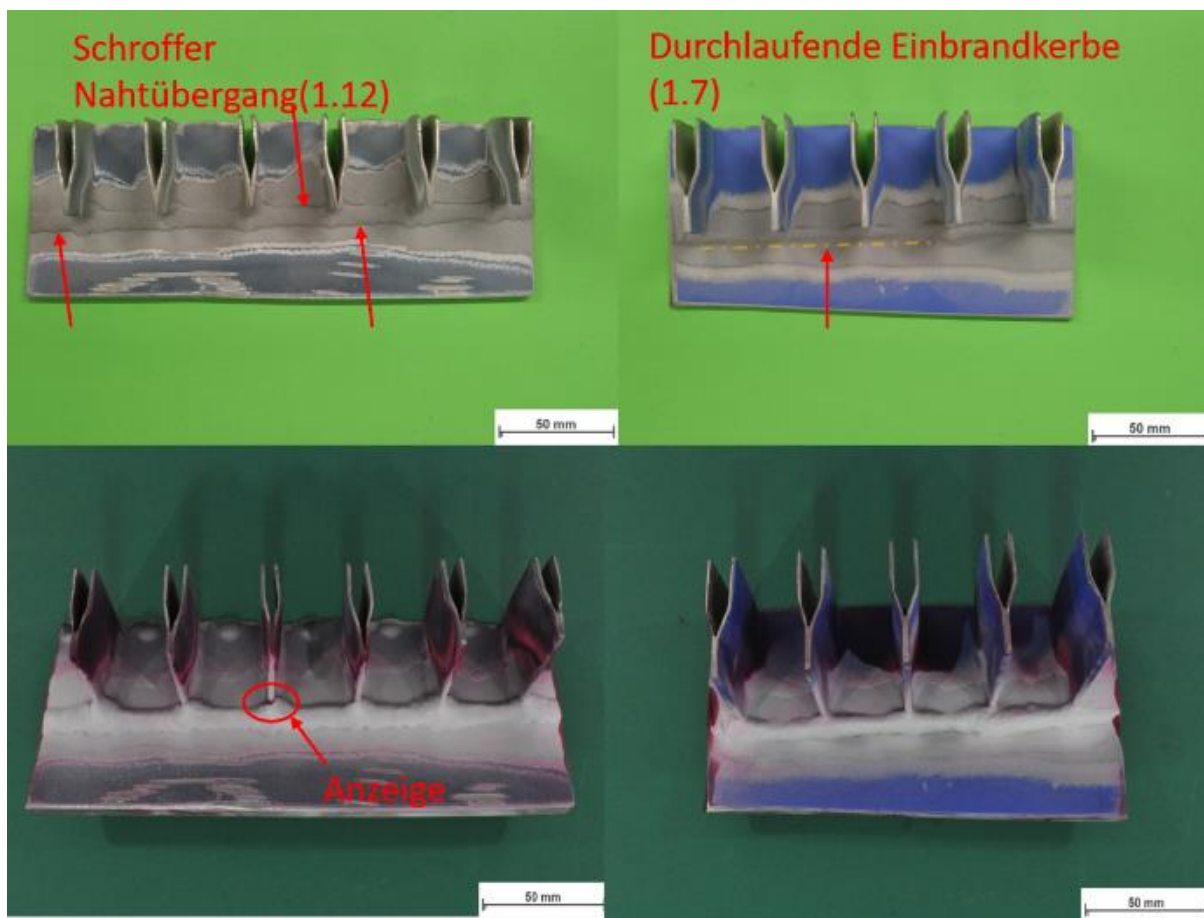 Schroffer
Nahtübergang(1.12)
Durchlaufende Einbrandkerbe
(1.7)
50 mm
50 mm
Anzeige
50 mm
50 mm